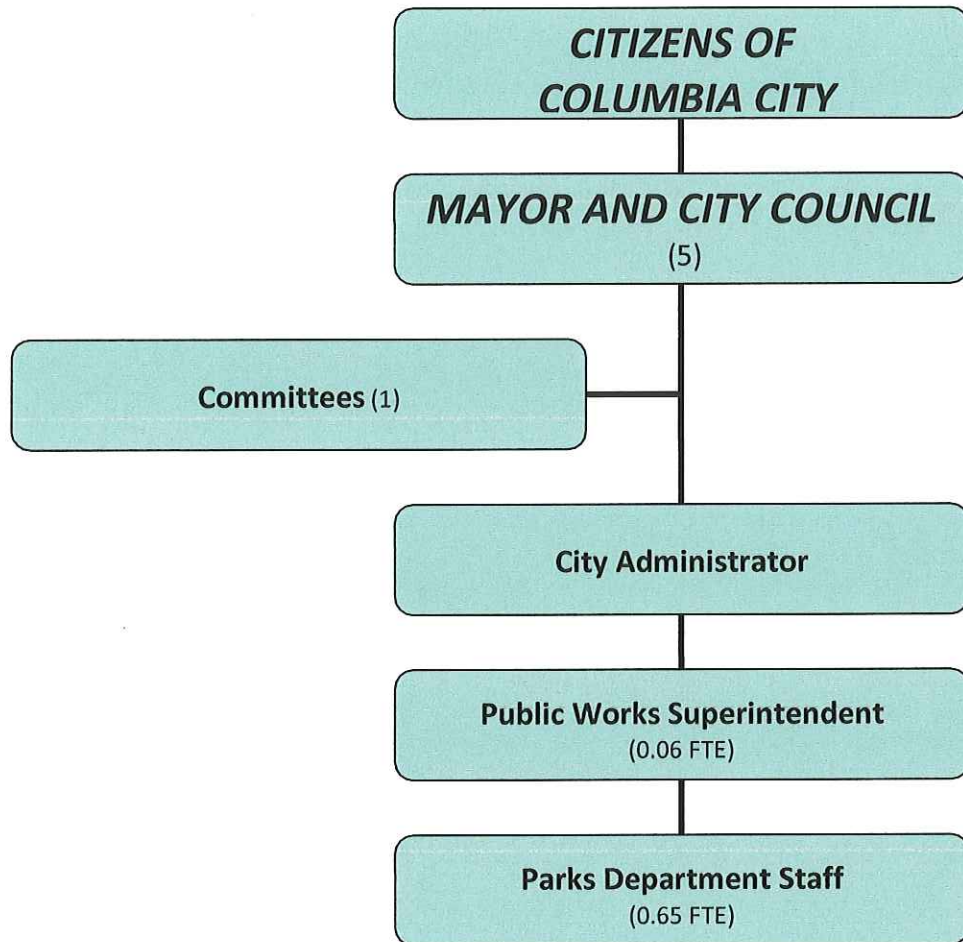 CITIZENS OF
COLUMBIA CITY
MAYOR AND CITY COUNCIL
(5)
Committees (1)
City Administrator
Public Works Superintendent
(0.06 FTE)
Parks Department Staff
(0.65 FTE)